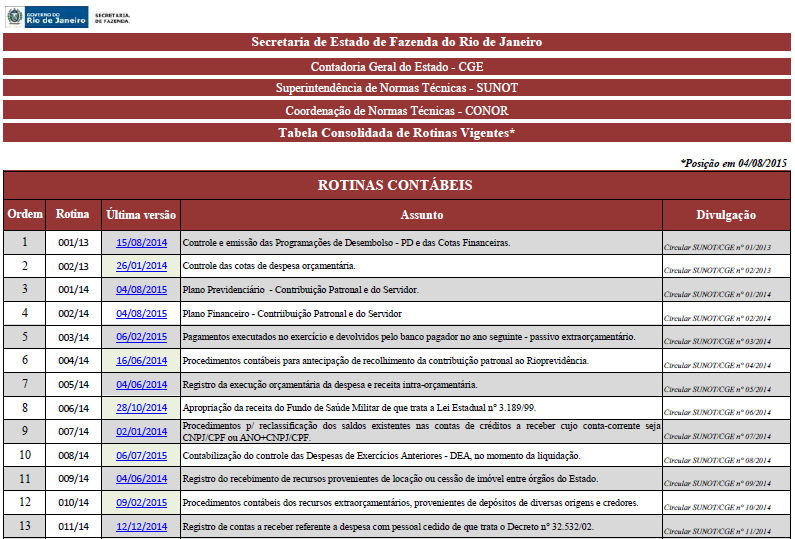 GOVERNO DO
Rio de Janeiro
SECRETARIA
DE FAZENDA
Secretaria de Estado de Fazenda do Rio de Janeiro
Contadoria Geral do Estado - CGE
Superintendência de Normas Técnicas - SUNOT
Coordenação de Normas Técnicas - CONOR
Tabela Consolidada de Rotinas Vigentes*
*Posição em 04/08/2015
ROTINAS CONTÁBEIS
Ordem Rotina Última versão Assunto Divulgação
1 001/13 15/08/2014 Controle e emissão das Programações de Desembolso - PD e das Cotas Financeiras. Circular SUNOT/CGE nº 01/2013
2 002/13 26/01/2014 Controle das cotas de despesa orçamentária. Circular SUNOT/CGE nº 02/2013
3 001/14 04/08/2015 Plano Previdenciário - Contribuição Patronal e do Servidor. Circular SUNOT/CGE nº 01/2014
4 002/14 04/08/2015 Plano Financeiro - Contriibuição Patronal e do Servidor Circular SUNOT/CGE nº 02/2014
5 003/14 06/02/2015 Pagamentos executados no exercício e devolvidos pelo banco pagador no ano seguinte - passivo extraorçamentário. Circular SUNOT/CGE nº 03/2014
6 004/14 16/06/2014 Procedimentos contábeis para antecipação de recolhimento da contribuição patronal ao Rioprevidência. Circular SUNOT/CGE nº 04/2014
7 005/14 04/06/2014 Registro da execução orçamentária da despesa e receita intra-orçamentária. Circular SUNOT/CGE nº 05/2014
8 006/14 28/10/2014 Apropriação da receita do Fundo de Saúde Militar de que trata a Lei Estadual nº 3.189/99. Circular SUNOT/CGE nº 06/2014
9 007/14 02/01/2014 Procedimentos p/ reclassificação dos saldos existentes nas contas de créditos a receber cujo conta-corrente seja
CNPJ/CPF ou ANO+CNPJ/CPF. Circular SUNOT/CGE nº 07/2014
10 008/14 06/07/2015 Contabilização do controle das Despesas de Exercícios Anteriores - DEA, no momento da liquidação. Circular SUNOT/CGE nº 08/2014
11 009/14 04/06/2014 Registro do recebimento de recursos provenientes de locação ou cessão de imóvel entre órgãos do Estado. Circular SUNOT/CGE nº 09/2014
12 010/14 09/02/2015 Procedimentos contábeis dos recursos extraorçamentários, provenientes de depósitos de diversas origens e credores. Circular SUNOT/CGE nº 10/2014
13 011/14 12/12/2014 Registro de contas a receber referente a despesa com pessoal cedido de que trata o Decreto nº 32.532/02. Circular SUNOT/CGE nº 11/2014